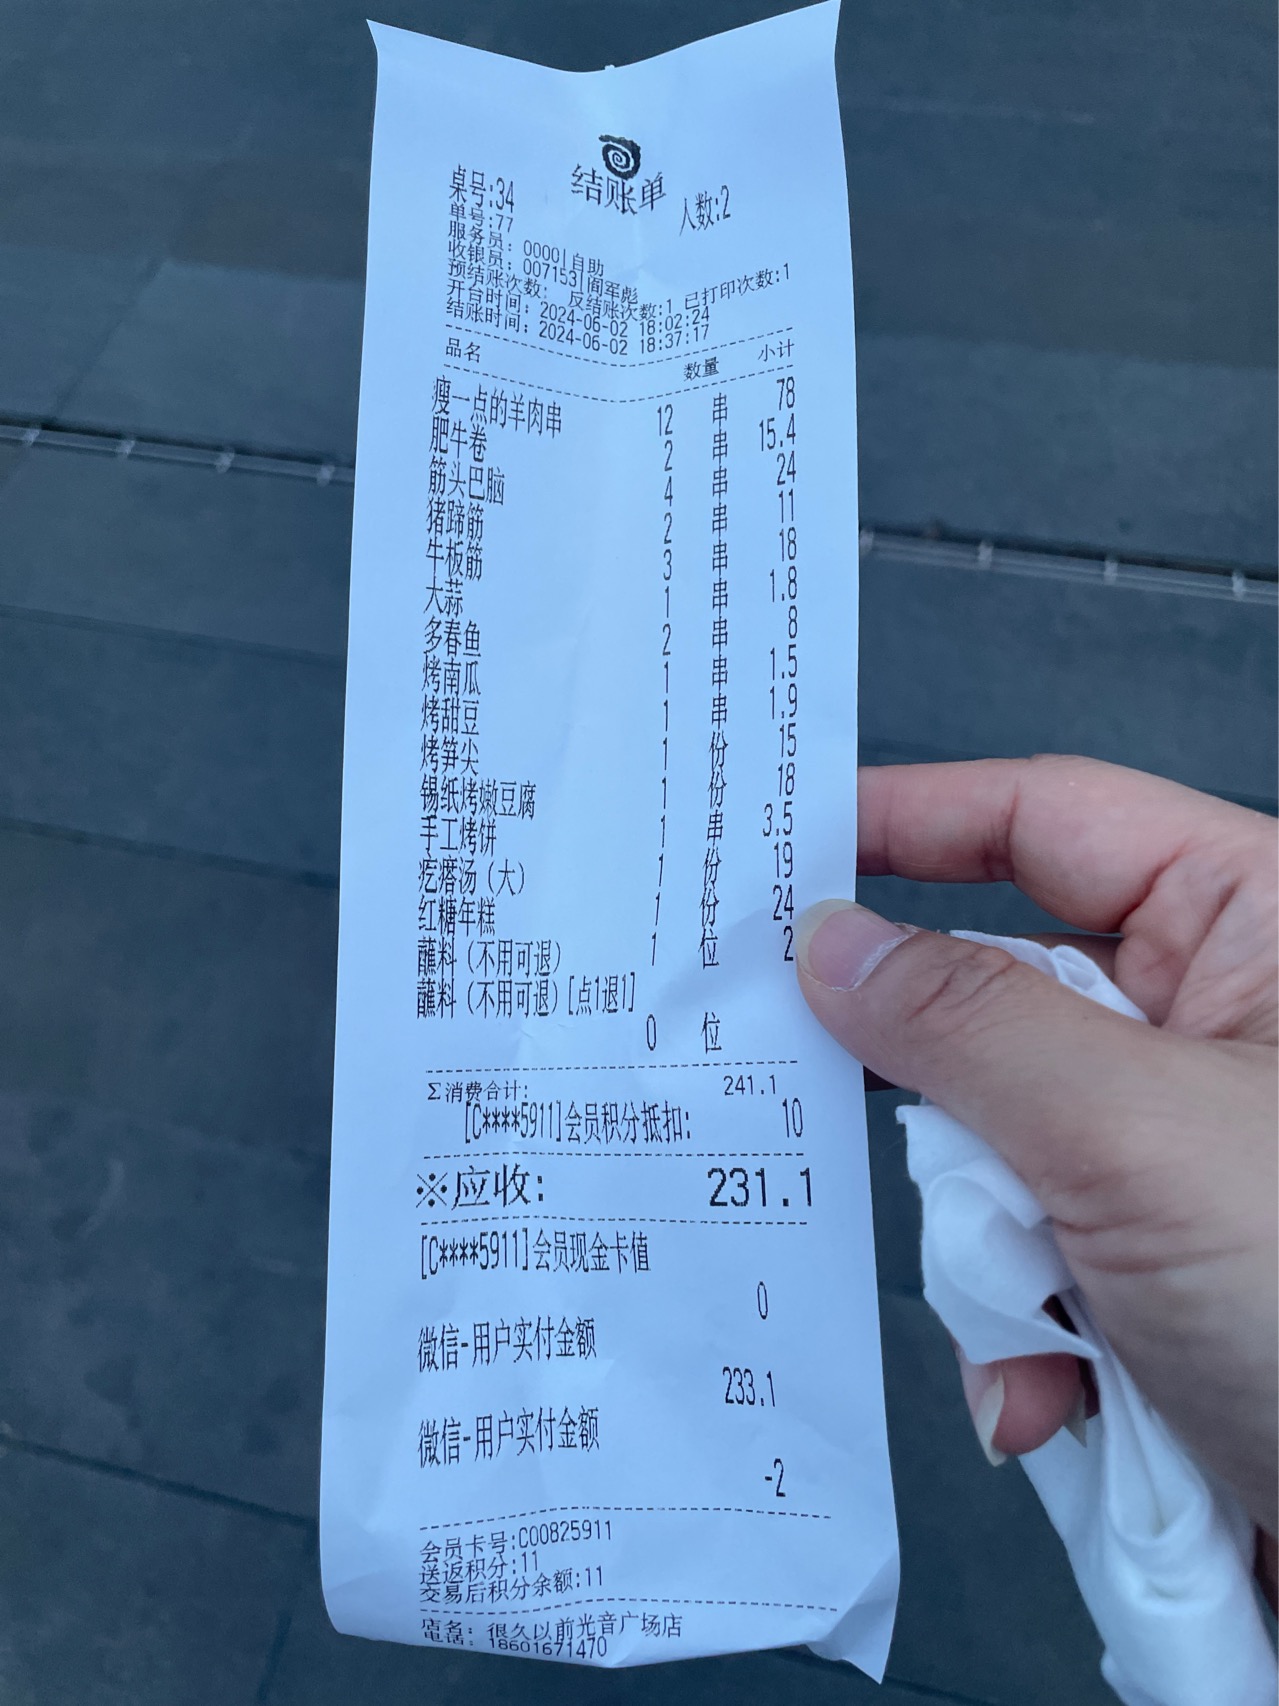 结账单
桌号:34 人数:2
单号:77
服务员: 0000|自助
收银员: 007153|阎军彪
预结账次数: 反结账次数:1 已打印次数:1
开台时间: 2024-06-02 18:02:24
结账时间: 2024-06-02 18:37:17
品名 数量 小计
瘦一点的羊肉串 12 串 78
肥牛卷 2 串 15.4
筋头巴脑 4 串 24
猪蹄筋 2 串 11
牛板筋 3 串 18
大蒜 1 串 1.8
多春鱼 2 串 8
烤南瓜 1 串 1.5
烤甜豆 1 串 1.9
烤笋尖 1 份 15
锡纸烤嫩豆腐 1 份 18
手工烤饼 1 串 3.5
疙瘩汤(大) 1 份 19
红糖年糕 1 份 24
蘸料(不用可退) 1 位 2
蘸料(不用可退)[点1退1]
0 位
Σ消费合计: 241.1
[C****5911]会员积分抵扣: 10
※应收: 231.1
[C****5911]会员现金卡值
0
微信-用户实付金额
233.1
微信-用户实付金额
-2
会员卡号:C00825911
送返积分:11
交易后积分余额:11
店名: 很久以前光音广场店
电话: 18601671470